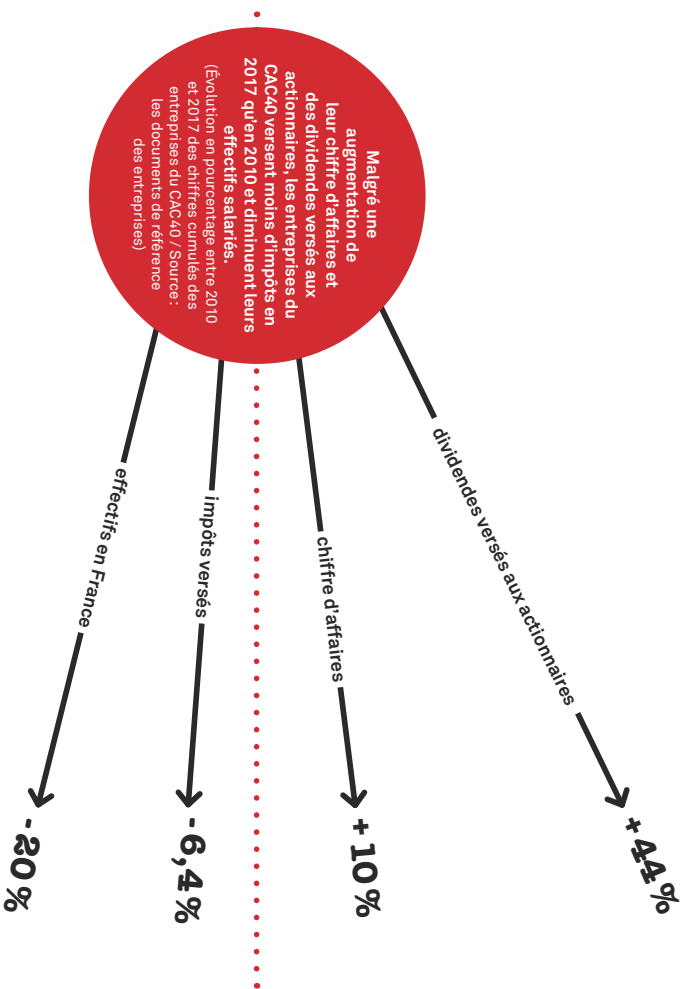 Malgré une
augmentation de
leur chiffre d'affaires et
des dividendes versés aux
actionnaires, les entreprises du
CAC40 versent moins d'impôts en
2017 qu'en 2010 et diminuent leurs
effectifs salariés.
(Évolution en pourcentage entre 2010
et 2017 des chiffres cumulés des
entreprises du CAC40 / Source :
les documents de référence
des entreprises)
dividendes versés aux actionnaires
+44%
chiffre d'affaires
+10%
impôts versés
-6,4%
effectifs en France
-20%